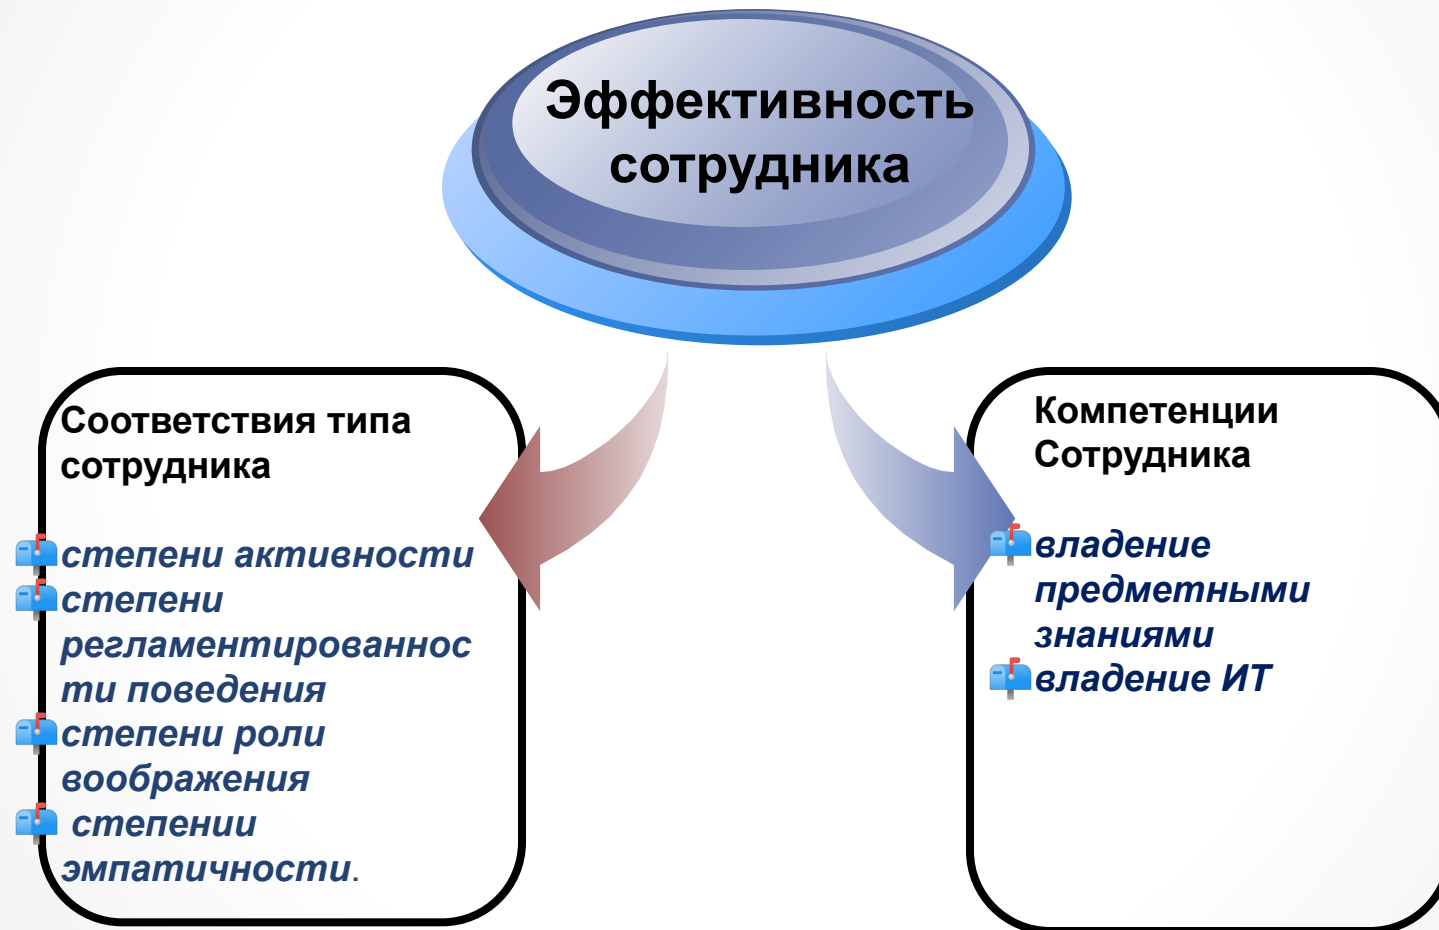 Эффективность
сотрудника
Соответствия типа
сотрудника
степени активности
степени
регламентированнос
ти поведения
степени роли
воображения
степении
эмпатичности.
Компетенции
Сотрудника
владение
предметными
знаниями
владение ИТ